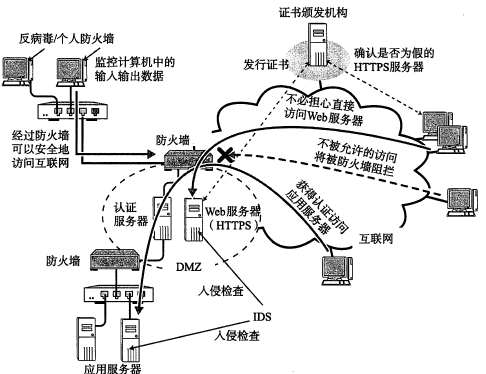 证书颁发机构
反病毒/个人防火墙
监控计算机中的
输入输出数据
发行证书
确认是否为假的
HTTPS服务器
不必担心直接
访问Web服务器
经过防火墙
可以安全地
访问互联网
防火墙
不被允许的访问
将被防火墙阻拦
获得认证访问
应用服务器
认证
服务器
Web服务器
(HTTPS)
互联网
防火墙
DMZ
入侵检查
IDS
入侵检查
应用服务器